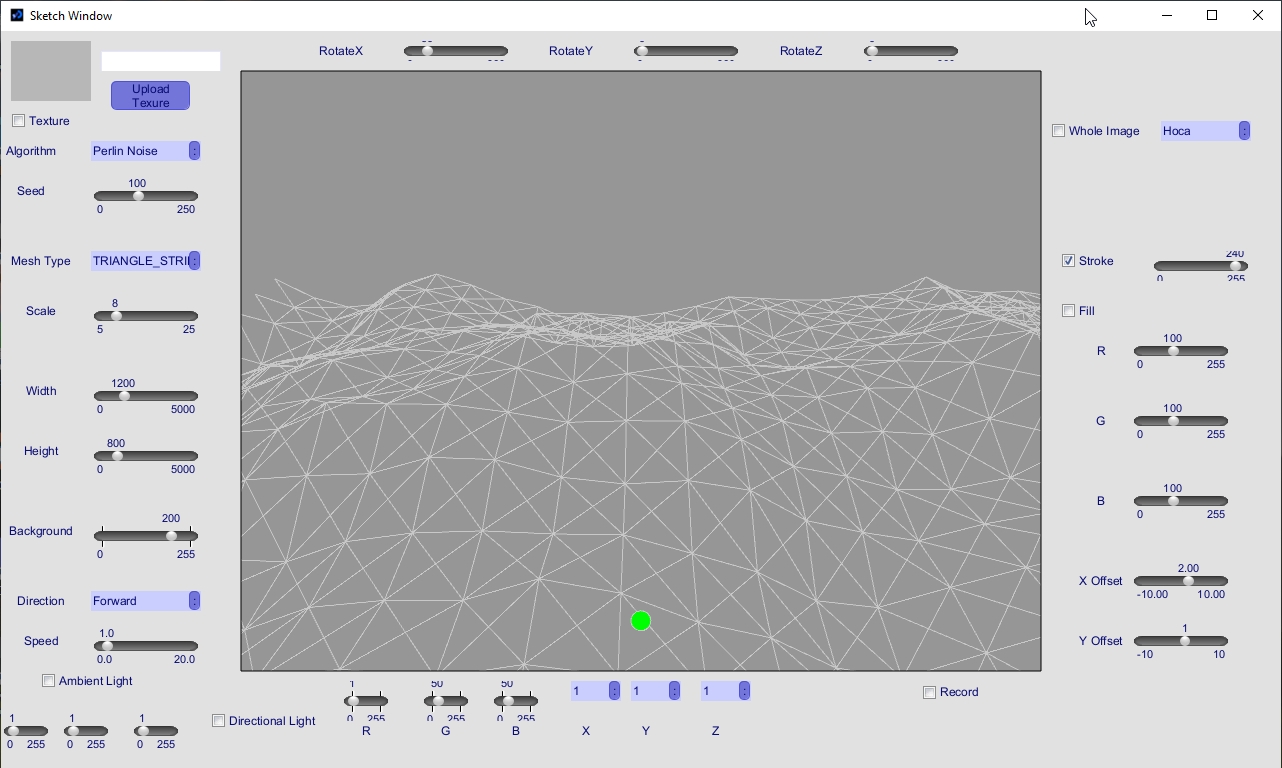 Sketch Window
RotateX
RotateY
RotateZ
Upload
Texure
Texture
Algorithm
Perlin Noise
:
Seed
100
0 250
Mesh Type
:
Scale
8
5 25
Width
1200
0 5000
Height
800
0 5000
Background
200
0 255
Direction
Forward
:
Speed
1.0
0.0 20.0
Ambient Light
1
0 255
1
0 255
1
0 255
Directional Light
1
0 255
R
50
0 255
G
50
0 255
B
1
:
X
1
:
Y
1
:
Z
Record
Whole Image
Hoca
:
Stroke
240
0 255
Fill
R
100
0 255
G
100
0 255
B
100
0 255
X Offset
2.00
-10.00 10.00
Y Offset
1
-10 10